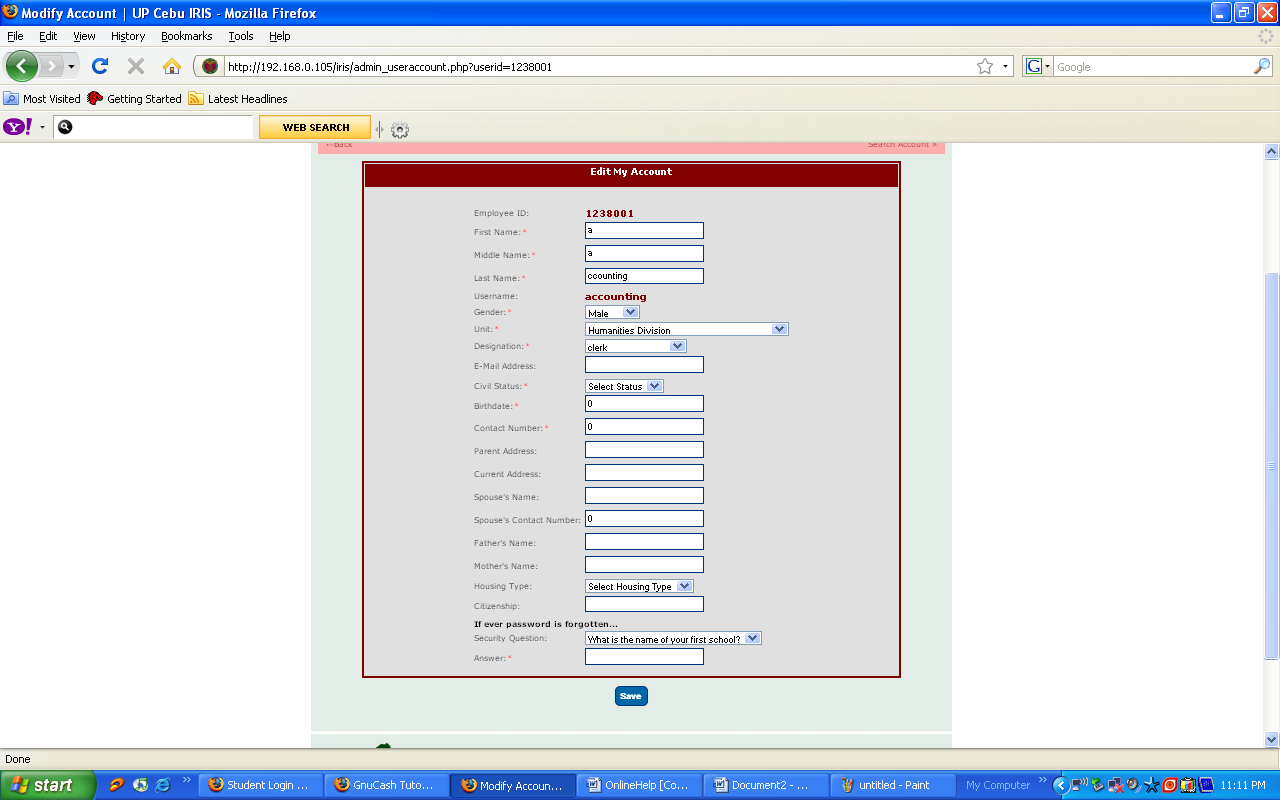 Modify Account | UP Cebu IRIS - Mozilla Firefox
File Edit View History Bookmarks Tools Help
http://192.168.0.105/iris/admin_useraccount.php?userid=1238001
Google
Most Visited Getting Started Latest Headlines
Y! WEB SEARCH
←Back Search Account »
Edit My Account
Employee ID: 1238001
First Name: * a
Middle Name: * a
Last Name: * ccounting
Username: accounting
Gender: * Male
Unit: * Humanities Division
Designation: * clerk
E-Mail Address:
Civil Status: * Select Status
Birthdate: * 0
Contact Number: * 0
Parent Address:
Current Address:
Spouse's Name:
Spouse's Contact Number: 0
Father's Name:
Mother's Name:
Housing Type: Select Housing Type
Citizenship:
If ever password is forgotten...
Security Question: What is the name of your first school?
Answer: *
Save
Done
start Student Login ... GnuCash Tuto... Modify Accoun... OnlineHelp [Co... Document2 - ... untitled - Paint My Computer 11:11 PM